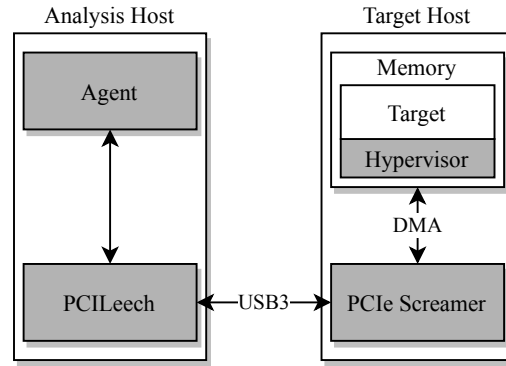 Analysis Host
Agent
PCILeech
USB3
Target Host
Memory
Target
Hypervisor
DMA
PCIe Screamer